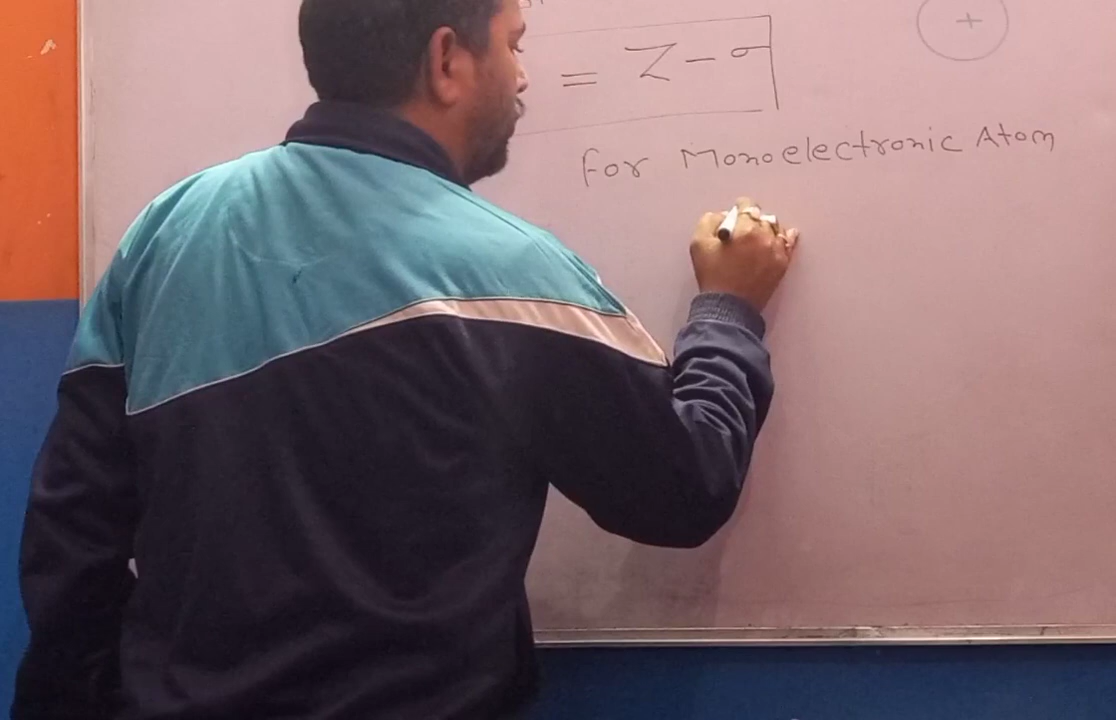 +
= Z - σ
For Monoelectronic Atom